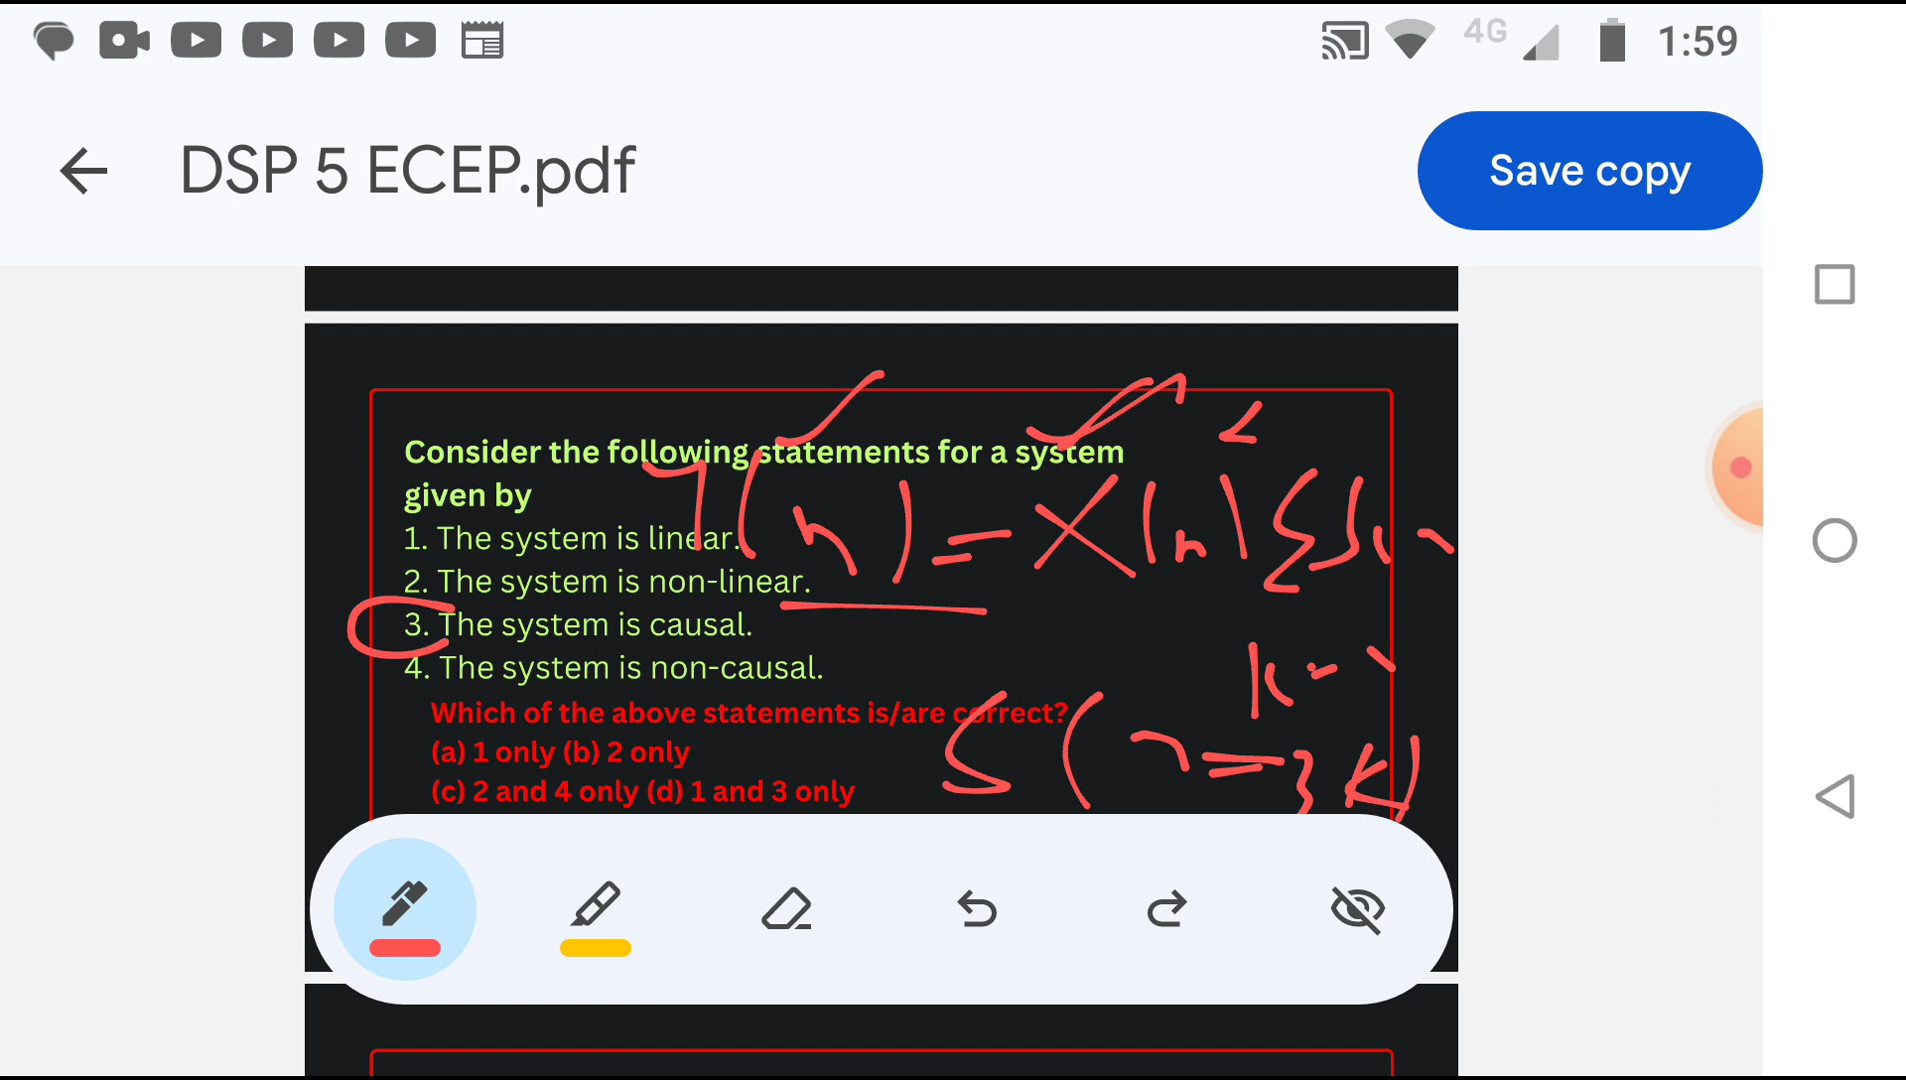 4G 1:59
DSP 5 ECEP.pdf
Save copy
Consider the following statements for a system
given by
1. The system is linear.
2. The system is non-linear.
3. The system is causal.
4. The system is non-causal.
Which of the above statements is/are correct?
(a) 1 only (b) 2 only
(c) 2 and 4 only (d) 1 and 3 only